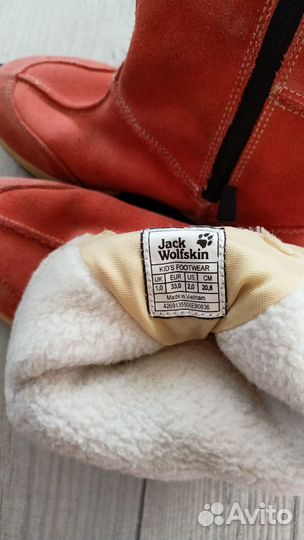 Jack
Wolfskin
KID'S FOOTWEAR
UK EUR US CM
1,0 33,0 2,0 20,8
Made in Vietnam
4269135506EB0836
Avito